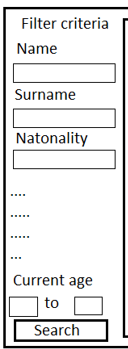 Filter criteria
Name
Surname
Natonality
....
.....
.....
...
Current age
to
Search